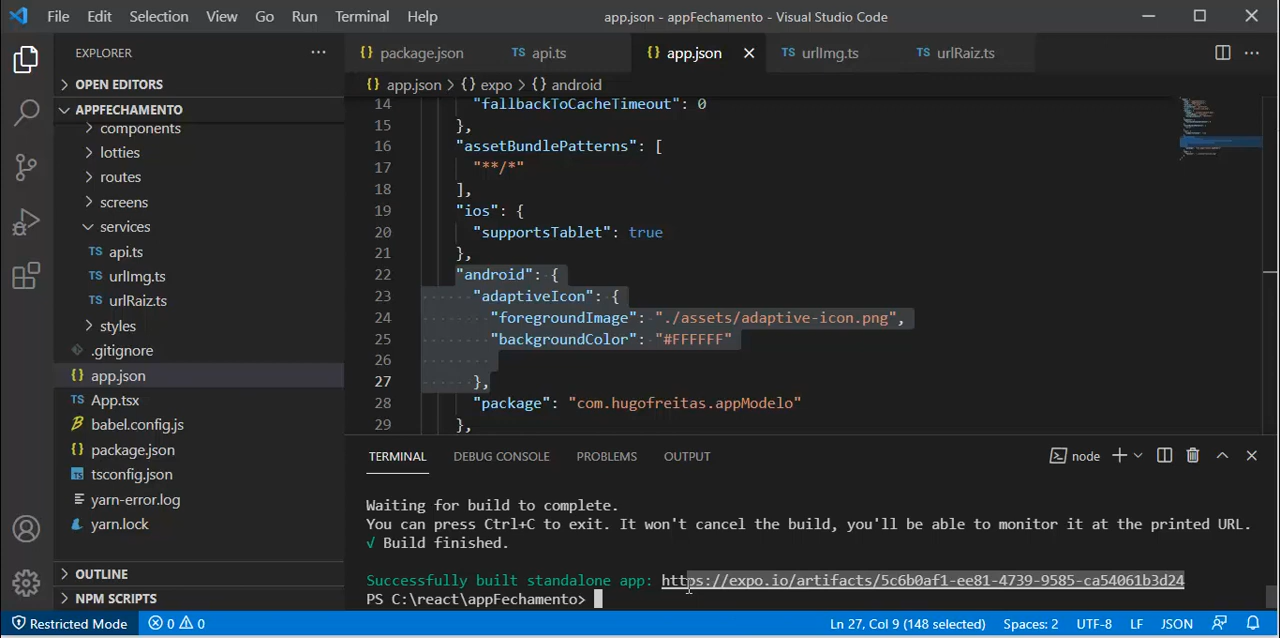 File Edit Selection View Go Run Terminal Help app.json - appFechamento - Visual Studio Code
EXPLORER ···
OPEN EDITORS
APPFECHAMENTO
components
lotties
routes
screens
services
TS api.ts
TS urlImg.ts
TS urlRaiz.ts
styles
.gitignore
{} app.json
TS App.tsx
babel.config.js
{} package.json
tsconfig.json
yarn-error.log
yarn.lock
OUTLINE
NPM SCRIPTS
{} package.json TS api.ts {} app.json TS urlImg.ts TS urlRaiz.ts
{} app.json > {} expo > {} android
14 "fallbackToCacheTimeout": 0
15 },
16 "assetBundlePatterns": [
17 "**/*"
18 ],
19 "ios": {
20 "supportsTablet": true
21 },
22 "android": {
23 "adaptiveIcon": {
24 "foregroundImage": "./assets/adaptive-icon.png",
25 "backgroundColor": "#FFFFFF"
26
27 },
28 "package": "com.hugofreitas.appModelo"
29 },
TERMINAL DEBUG CONSOLE PROBLEMS OUTPUT node
Waiting for build to complete.
You can press Ctrl+C to exit. It won't cancel the build, you'll be able to monitor it at the printed URL.
√ Build finished.
Successfully built standalone app: https://expo.io/artifacts/5c6b0af1-ee81-4739-9585-ca54061b3d24
PS C:\react\appFechamento>
Restricted Mode 0 0 Ln 27, Col 9 (148 selected) Spaces: 2 UTF-8 LF JSON